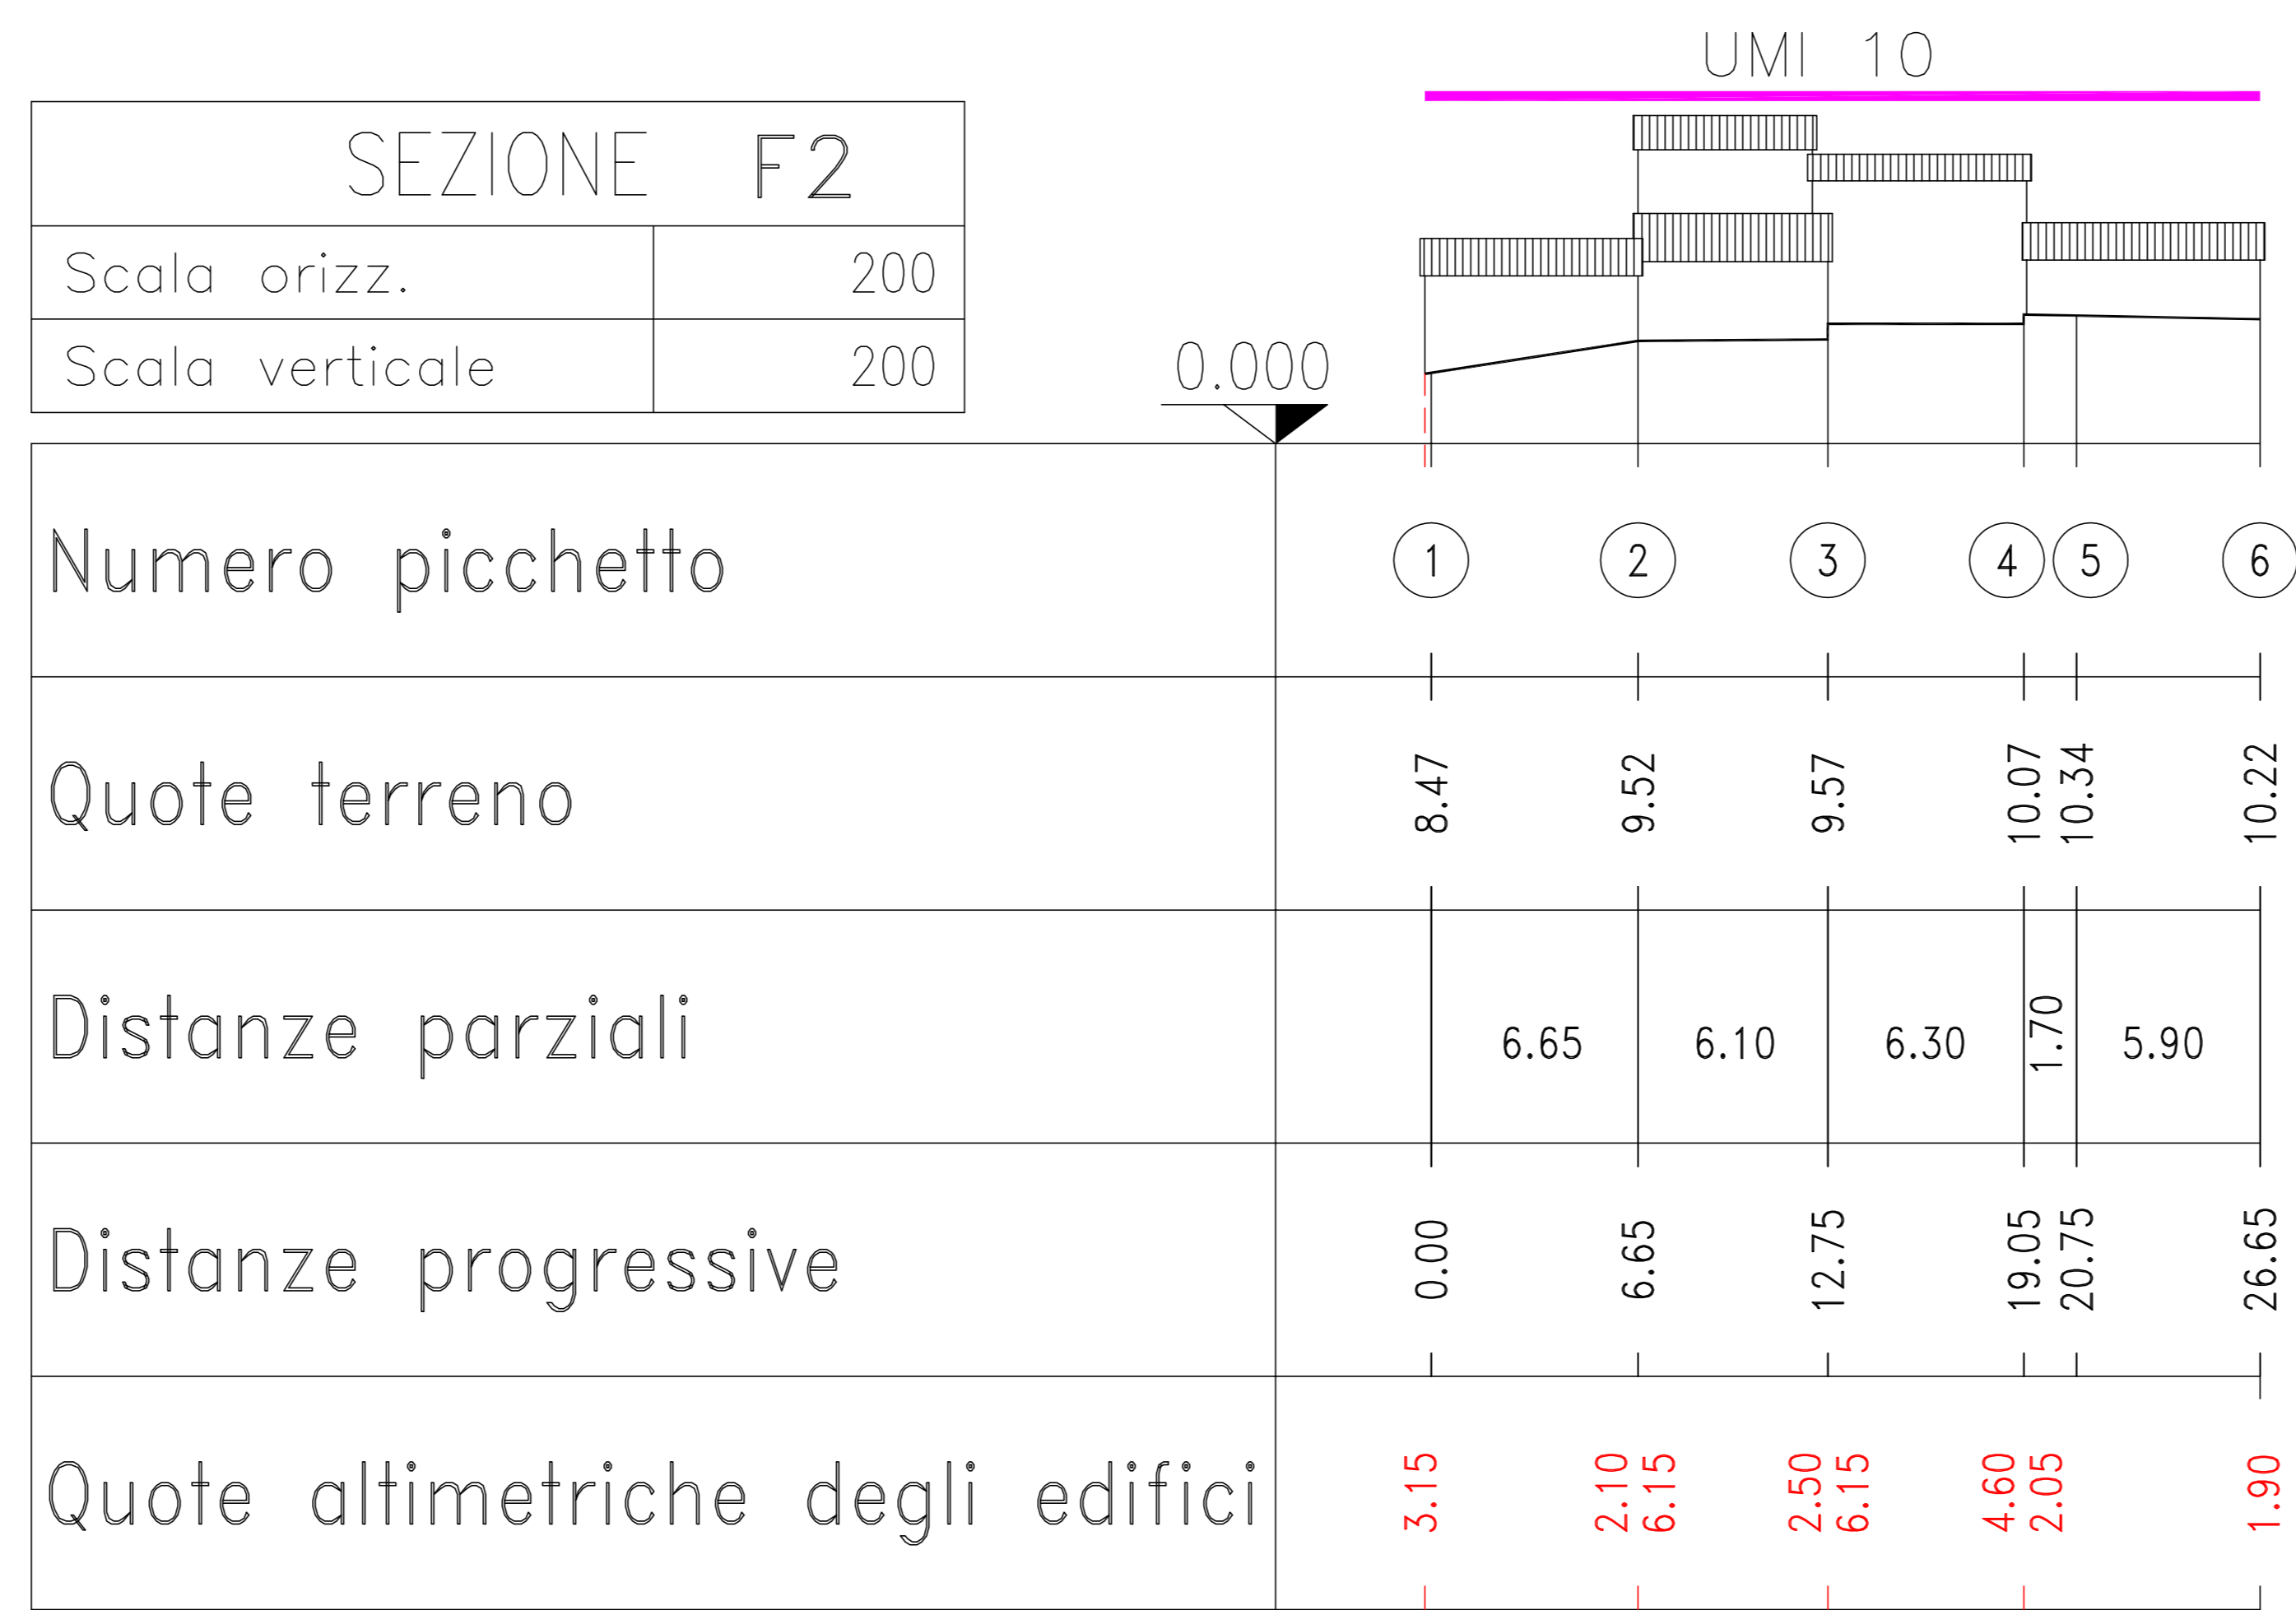 UMI 10
SEZIONE F2
Scala orizz. 200
Scala verticale 200
0.000
Numero picchetto 1 2 3 4 5 6
Quote terreno 8.47 9.52 9.57 10.07 10.34 10.22
Distanze parziali 6.65 6.10 6.30 1.70 5.90
Distanze progressive 0.00 6.65 12.75 19.05 20.75 26.65
Quote altimetriche degli edifici 3.15 2.10 6.15 2.50 6.15 4.60 2.05 1.90